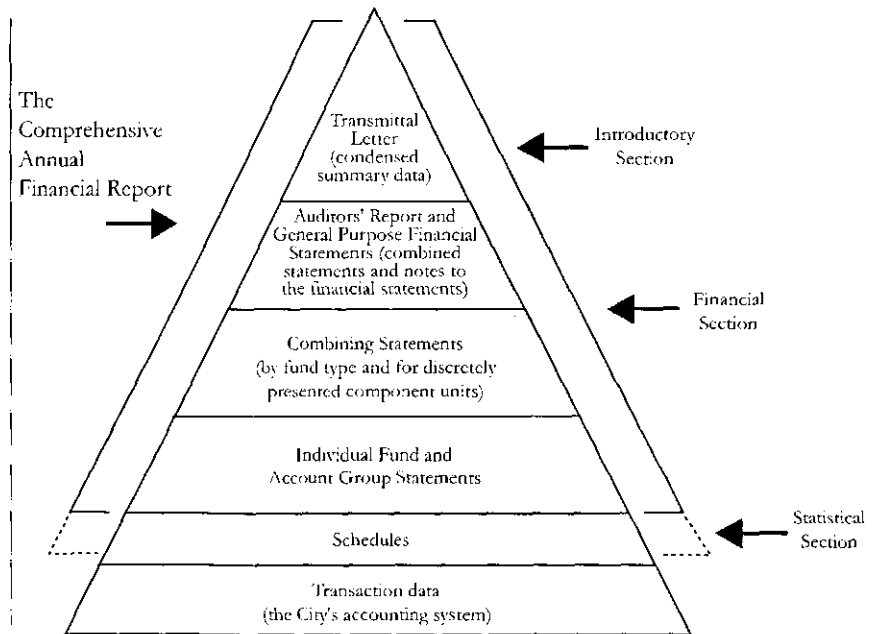 The
Comprehensive
Annual
Financial Report
Transmittal
Letter
(condensed
summary data)
Introductory
Section
Auditors' Report and
General Purpose Financial
Statements (combined
statements and notes to
the financial statements)
Financial
Section
Combining Statements
(by fund type and for discretely
presented component units)
Individual Fund and
Account Group Statements
Statistical
Section
Schedules
Transaction data
(the City's accounting system)